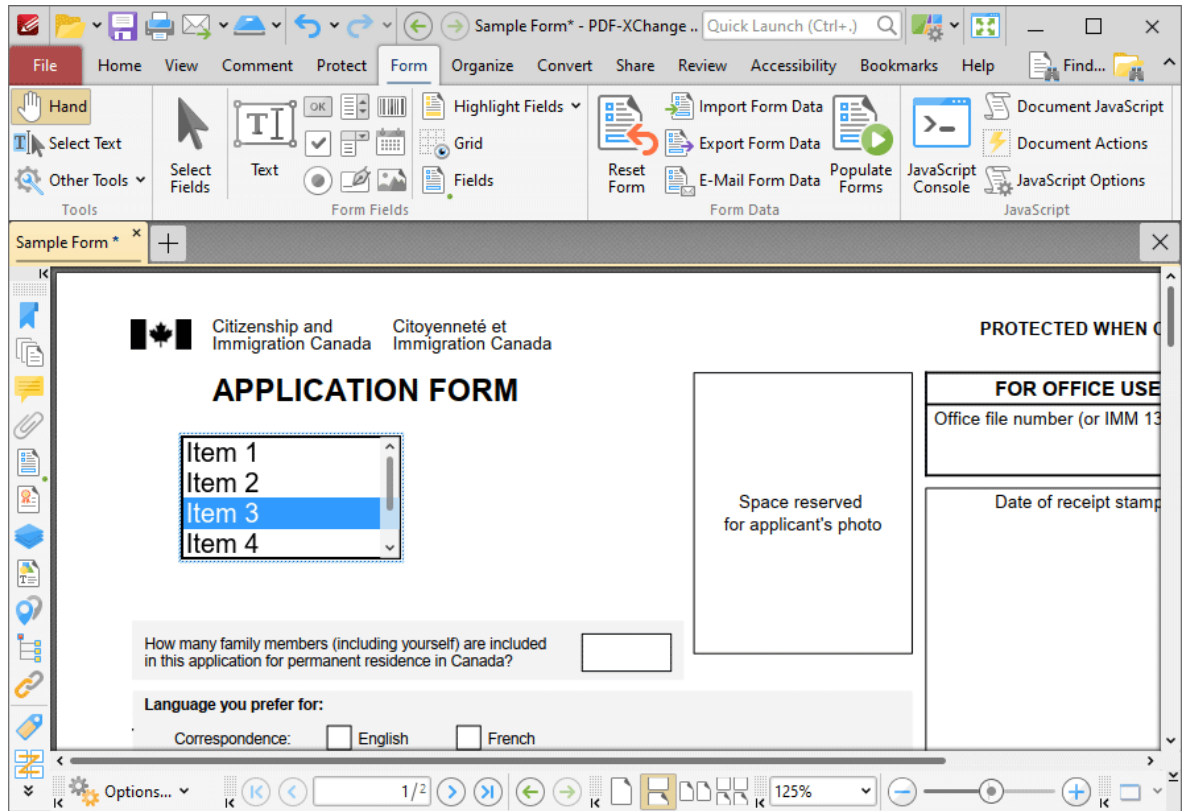 Sample Form* - PDF-XChange ..
Quick Launch (Ctrl+.)
File Home View Comment Protect Form Organize Convert Share Review Accessibility Bookmarks Help Find...
Hand
Select Text
Other Tools
Tools
Select Fields
Text
OK
Highlight Fields
Grid
Fields
Form Fields
Reset Form
Import Form Data
Export Form Data
E-Mail Form Data
Populate Forms
Form Data
JavaScript Console
Document JavaScript
Document Actions
JavaScript Options
JavaScript
Sample Form *
Citizenship and Immigration Canada
Citoyenneté et Immigration Canada
PROTECTED WHEN
APPLICATION FORM
Item 1
Item 2
Item 3
Item 4
Space reserved
for applicant's photo
FOR OFFICE USE
Office file number (or IMM 13
Date of receipt stamp
How many family members (including yourself) are included
in this application for permanent residence in Canada?
Language you prefer for:
Correspondence: English French
Options...
1/2
125%